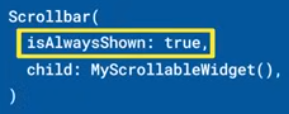 Scrollbar(
isAlwaysShown: true,
child: MyScrollableWidget(),
)